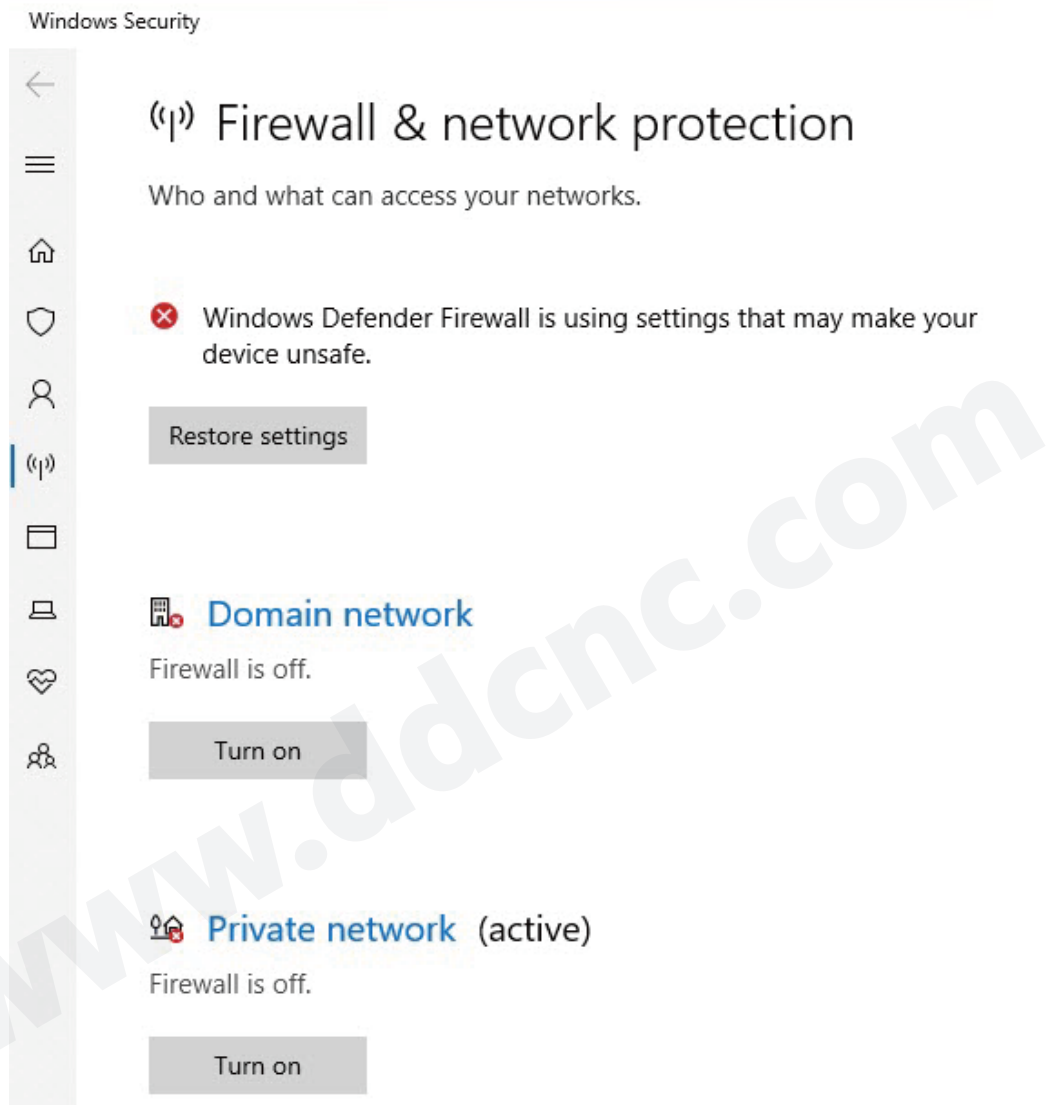 Windows Security
Firewall & network protection
Who and what can access your networks.
Windows Defender Firewall is using settings that may make your
device unsafe.
Restore settings
Domain network
Firewall is off.
Turn on
Private network (active)
Firewall is off.
Turn on
www.ddcnc.com